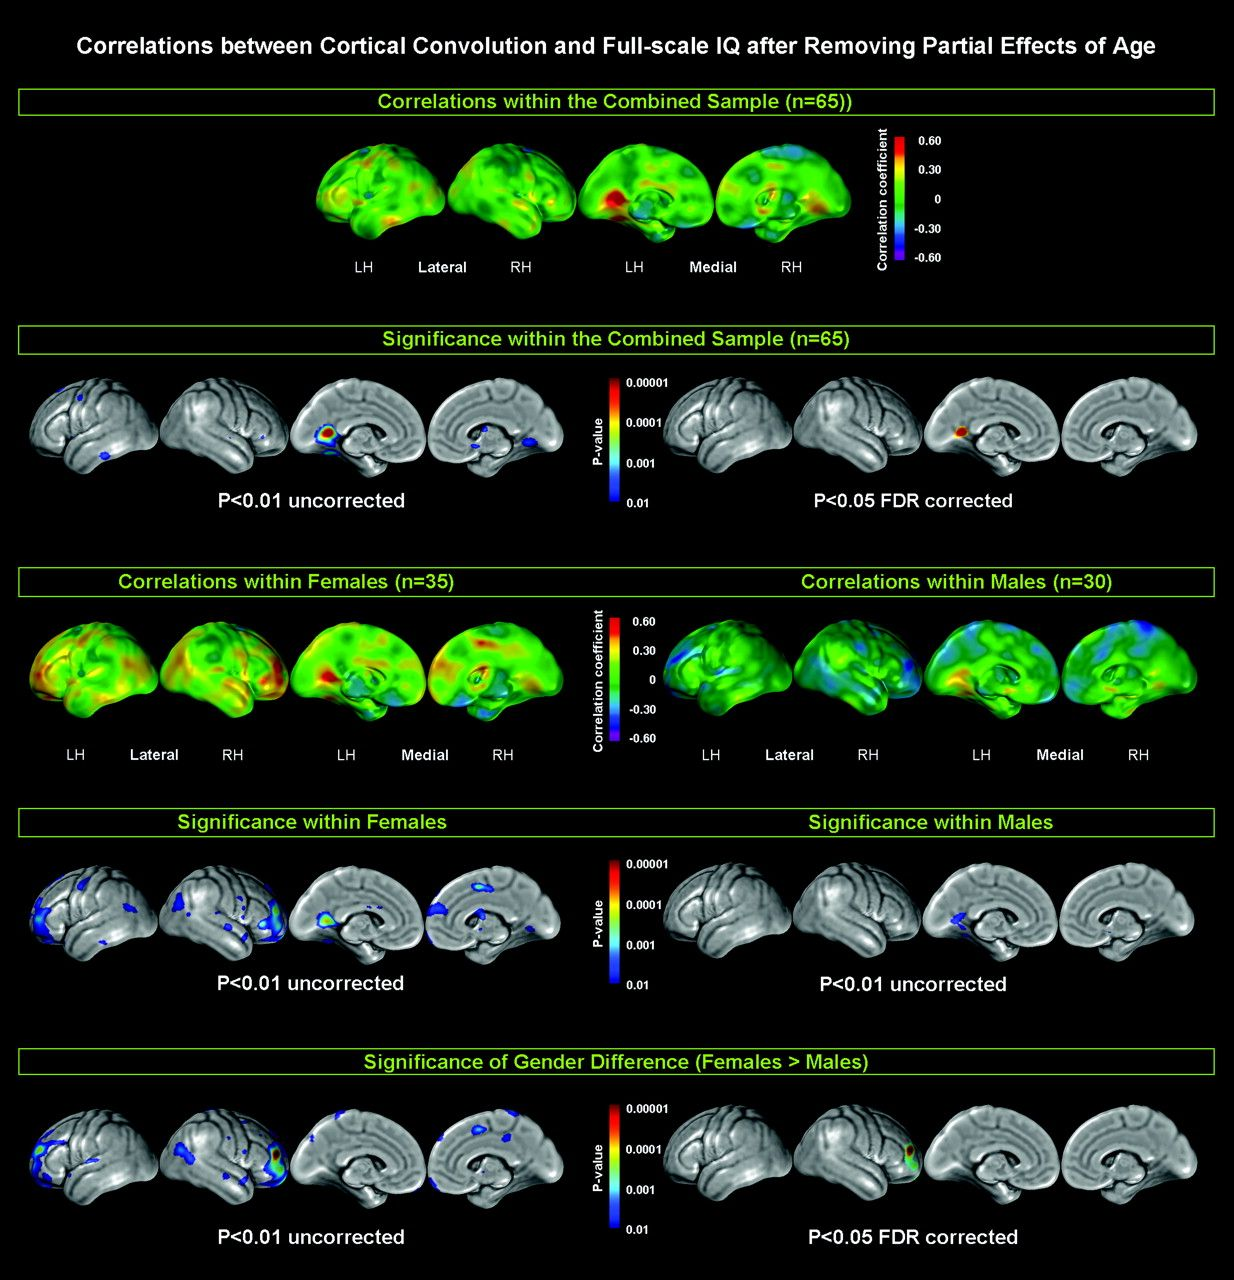 Correlations between Cortical Convolution and Full-scale IQ after Removing Partial Effects of Age
Correlations within the Combined Sample (n=65))
Correlation coefficient
0.60
0.30
0
-0.30
-0.60
LH Lateral RH LH Medial RH
Significance within the Combined Sample (n=65)
P-value
0.00001
0.0001
0.001
0.01
P<0.01 uncorrected
P<0.05 FDR corrected
Correlations within Females (n=35)
Correlations within Males (n=30)
Correlation coefficient
0.60
0.30
0
-0.30
-0.60
LH Lateral RH LH Medial RH
LH Lateral RH LH Medial RH
Significance within Females
Significance within Males
P-value
0.00001
0.0001
0.001
0.01
P<0.01 uncorrected
P<0.01 uncorrected
Significance of Gender Difference (Females > Males)
P-value
0.00001
0.0001
0.001
0.01
P<0.01 uncorrected
P<0.05 FDR corrected